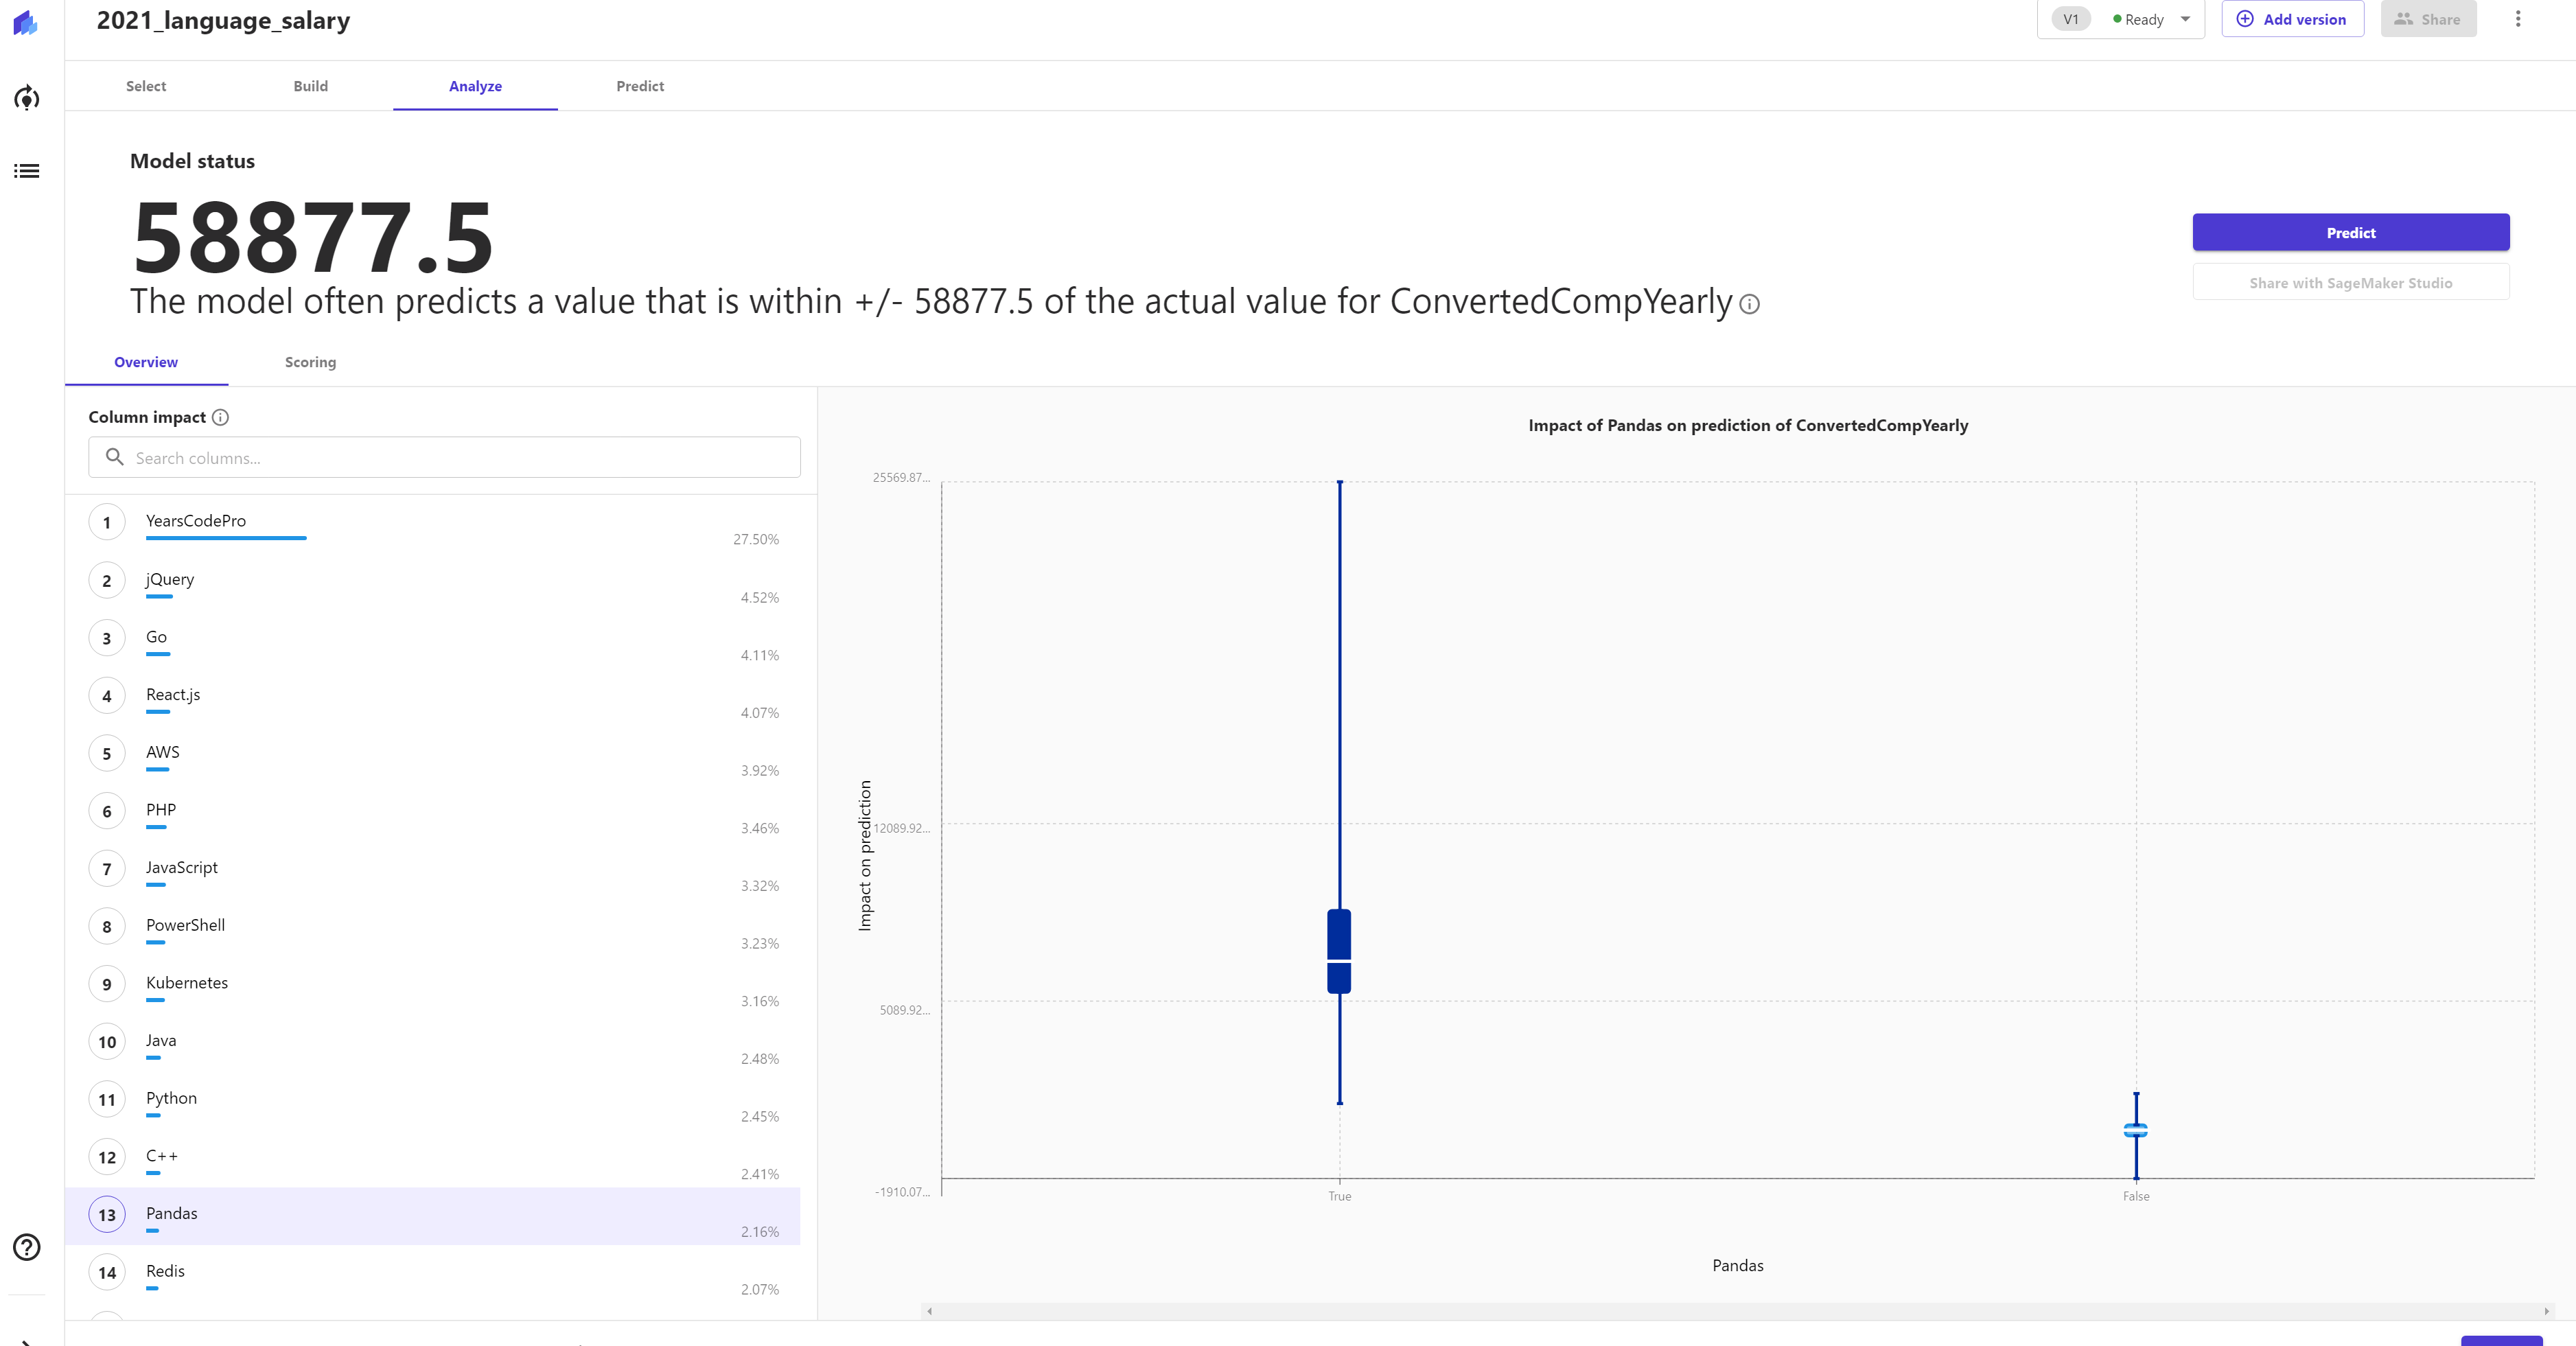 2021_language_salary
V1
Ready
Add version
Share
Select
Build
Analyze
Predict
Model status
58877.5
The model often predicts a value that is within +/- 58877.5 of the actual value for ConvertedCompYearly
Predict
Share with SageMaker Studio
Overview
Scoring
Column impact
Search columns...
1 YearsCodePro 27.50%
2 jQuery 4.52%
3 Go 4.11%
4 React.js 4.07%
5 AWS 3.92%
6 PHP 3.46%
7 JavaScript 3.32%
8 PowerShell 3.23%
9 Kubernetes 3.16%
10 Java 2.48%
11 Python 2.45%
12 C++ 2.41%
13 Pandas 2.16%
14 Redis 2.07%
Impact of Pandas on prediction of ConvertedCompYearly
25569.87...
12089.92...
5089.92...
-1910.07...
Impact on prediction
True
False
Pandas